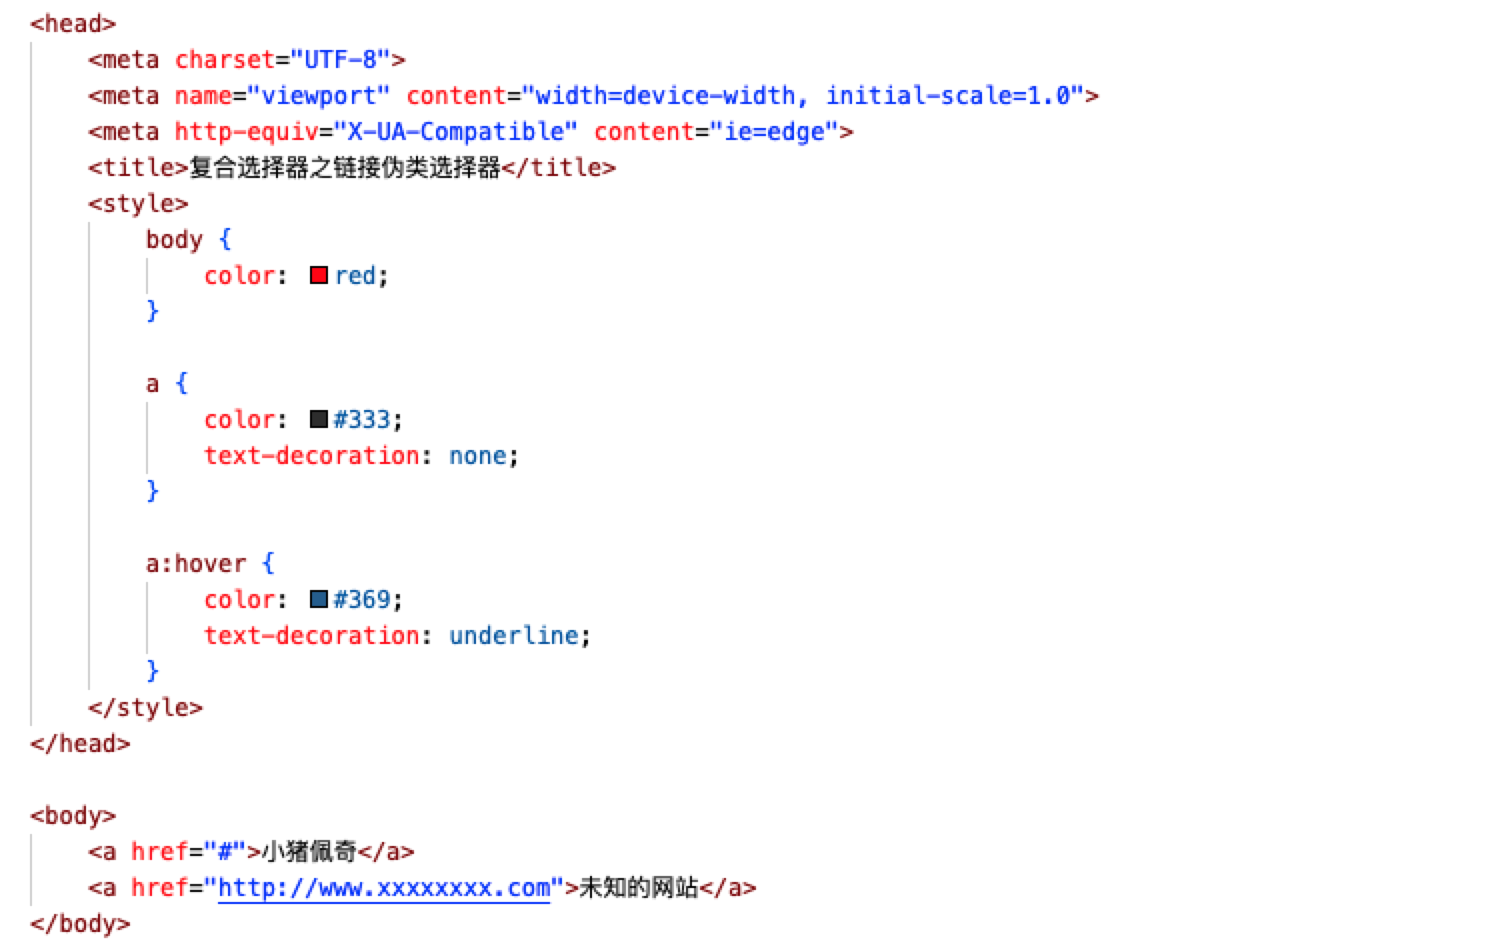 <head>
<meta charset="UTF-8">
<meta name="viewport" content="width=device-width, initial-scale=1.0">
<meta http-equiv="X-UA-Compatible" content="ie=edge">
<title>复合选择器之链接伪类选择器</title>
<style>
body {
color: red;
}
a {
color: #333;
text-decoration: none;
}
a:hover {
color: #369;
text-decoration: underline;
}
</style>
</head>
<body>
<a href="#">小猪佩奇</a>
<a href="http://www.xxxxxxxx.com">未知的网站</a>
</body>